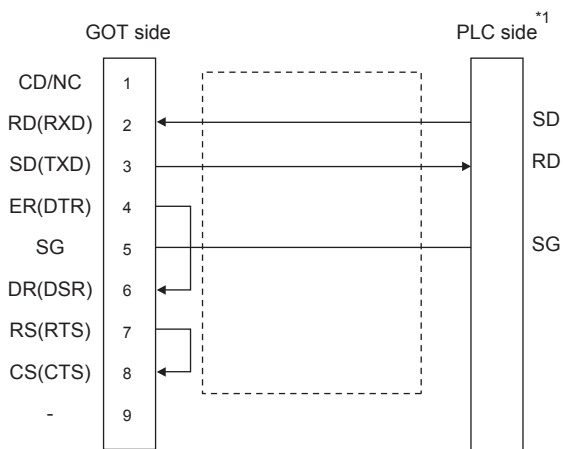 GOT side PLC side*1
CD/NC 1
RD(RXD) 2 SD
SD(TXD) 3 RD
ER(DTR) 4
SG 5 SG
DR(DSR) 6
RS(RTS) 7
CS(CTS) 8
- 9